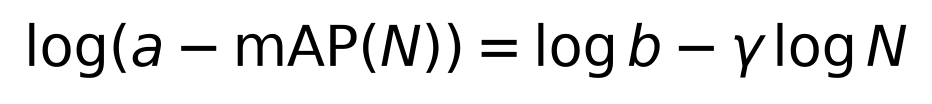 log(a − mAP(N)) = log b − γ log N